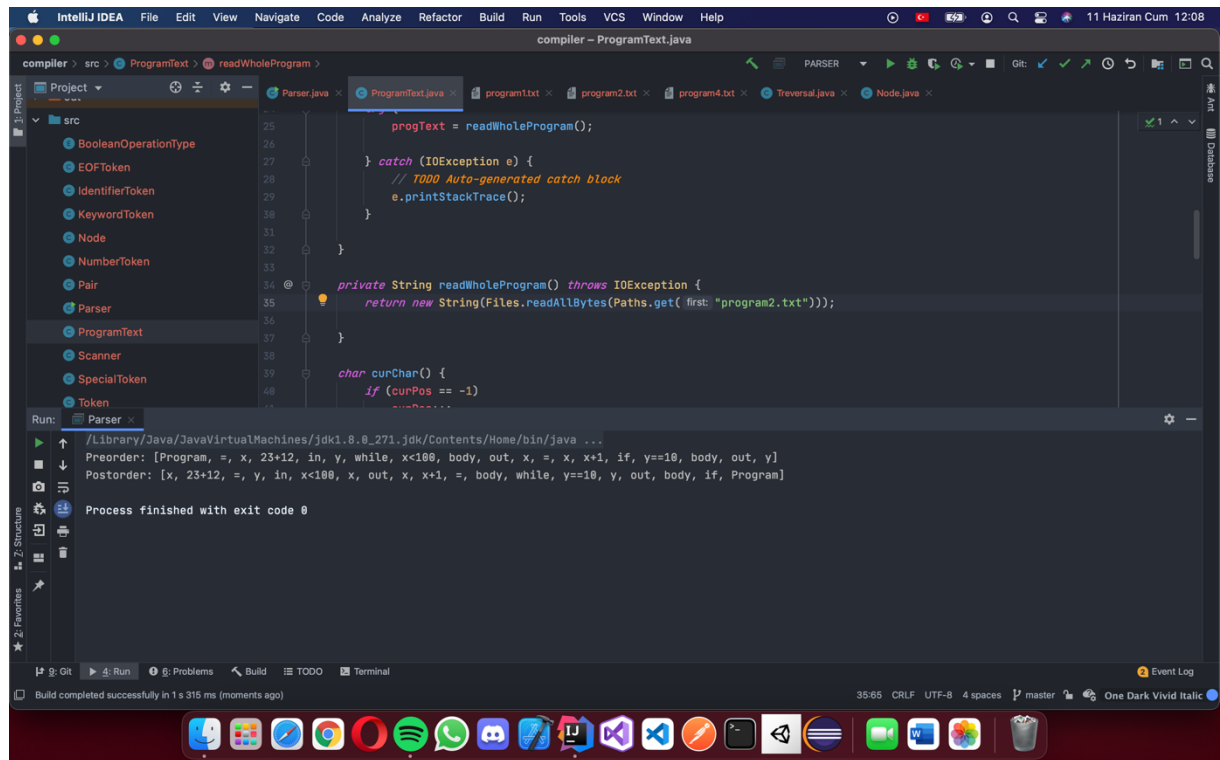 IntelliJ IDEA File Edit View Navigate Code Analyze Refactor Build Run Tools VCS Window Help 11 Haziran Cum 12:08
compiler – ProgramText.java
compiler > src > ProgramText > readWholeProgram > PARSER Git:
Project
Parser.java ProgramText.java program1.txt program2.txt program4.txt Treversal.java Node.java
1: Project
Ant
Database
src
BooleanOperationType
EOFToken
IdentifierToken
KeywordToken
Node
NumberToken
Pair
Parser
ProgramText
Scanner
SpecialToken
Token
1
25 progText = readWholeProgram();
26
27 } catch (IOException e) {
28 // TODO Auto-generated catch block
29 e.printStackTrace();
30 }
31
32 }
33
34 @ private String readWholeProgram() throws IOException {
35 return new String(Files.readAllBytes(Paths.get( first: "program2.txt")));
36
37 }
38
39 char curChar() {
40 if (curPos == -1)
Run: Parser
/Library/Java/JavaVirtualMachines/jdk1.8.0_271.jdk/Contents/Home/bin/java ...
Preorder: [Program, =, x, 23+12, in, y, while, x<100, body, out, x, =, x, x+1, if, y==10, body, out, y]
Postorder: [x, 23+12, =, y, in, x<100, x, out, x, x+1, =, body, while, y==10, y, out, body, if, Program]
Process finished with exit code 0
Z: Structure
2: Favorites
9: Git 4: Run 6: Problems Build TODO Terminal 2 Event Log
Build completed successfully in 1 s 315 ms (moments ago) 35:65 CRLF UTF-8 4 spaces master One Dark Vivid Italic